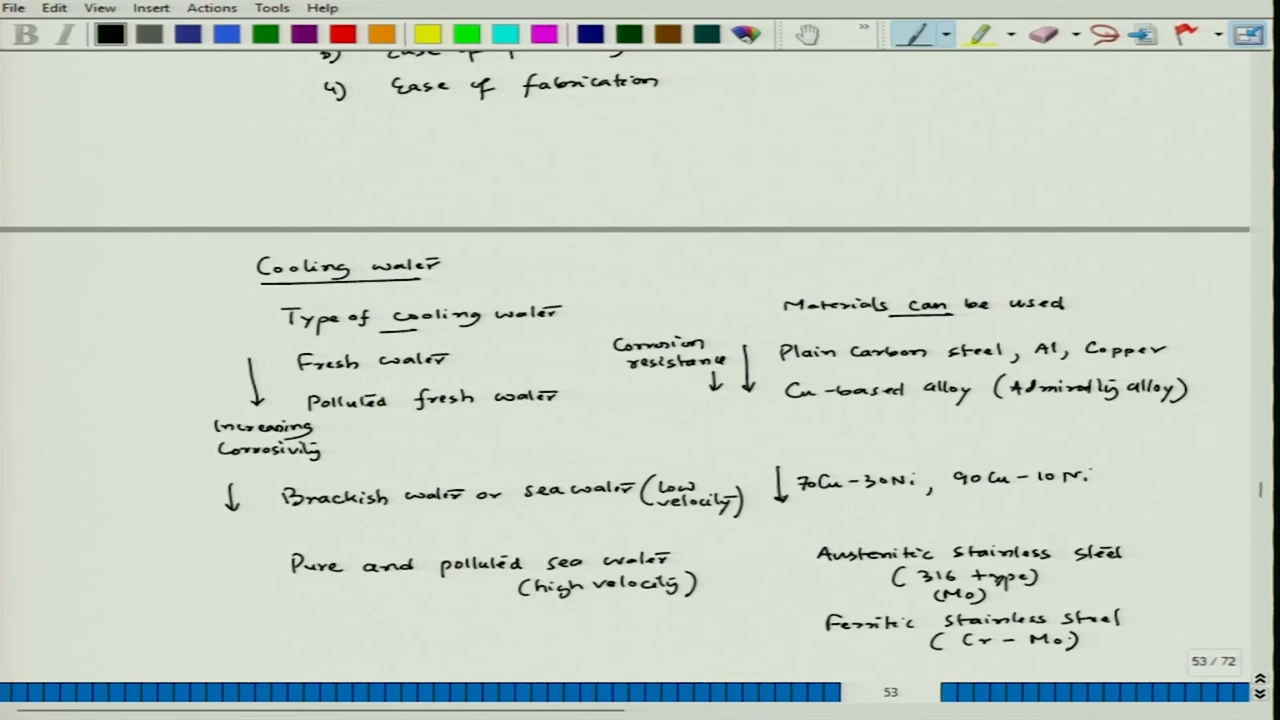 File Edit View Insert Actions Tools Help
B I
4) Ease of fabrication
Cooling water
Type of cooling water
Materials can be used
Fresh water
Corrosion resistance
Plain carbon steel, Al, Copper
Polluted fresh water
Cu-based alloy (Admiralty alloy)
Increasing corrosivity
Brackish water or sea water (Low velocity)
70Cu-30Ni, 90Cu-10Ni
Pure and polluted sea water
(high velocity)
Austenitic stainless steel
(316 type)
(Mo)
Ferritic stainless steel
(Cr-Mo)
53 / 72
53